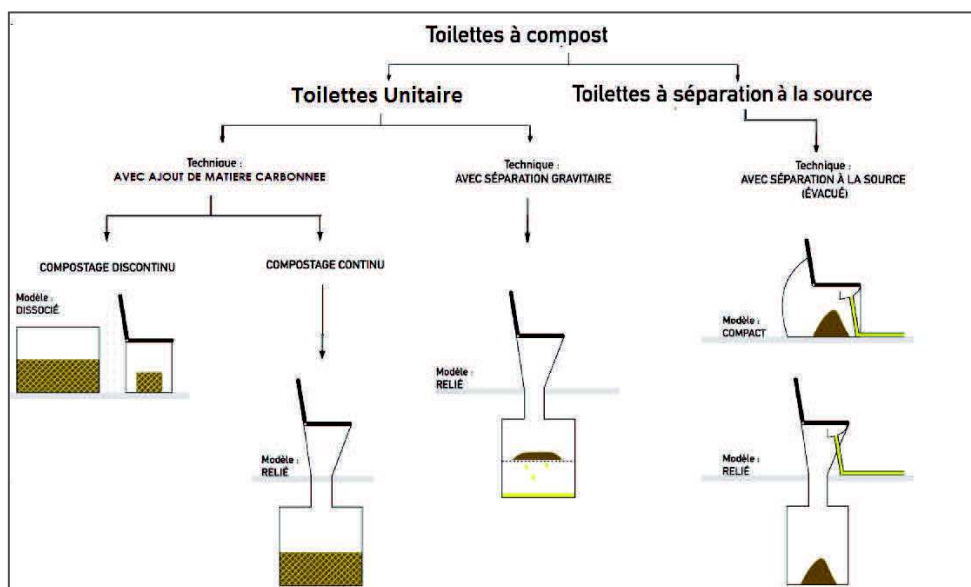 Toilettes à compost
Toilettes Unitaire
Toilettes à séparation à la source
Technique :
AVEC AJOUT DE MATIERE CARBONNEE
Technique :
AVEC SÉPARATION GRAVITAIRE
Technique :
AVEC SÉPARATION À LA SOURCE
(ÉVACUÉ)
COMPOSTAGE DISCONTINU
COMPOSTAGE CONTINU
Modèle :
DISSOCIÉ
Modèle :
RELIÉ
Modèle :
RELIÉ
Modèle :
COMPACT
Modèle :
RELIÉ